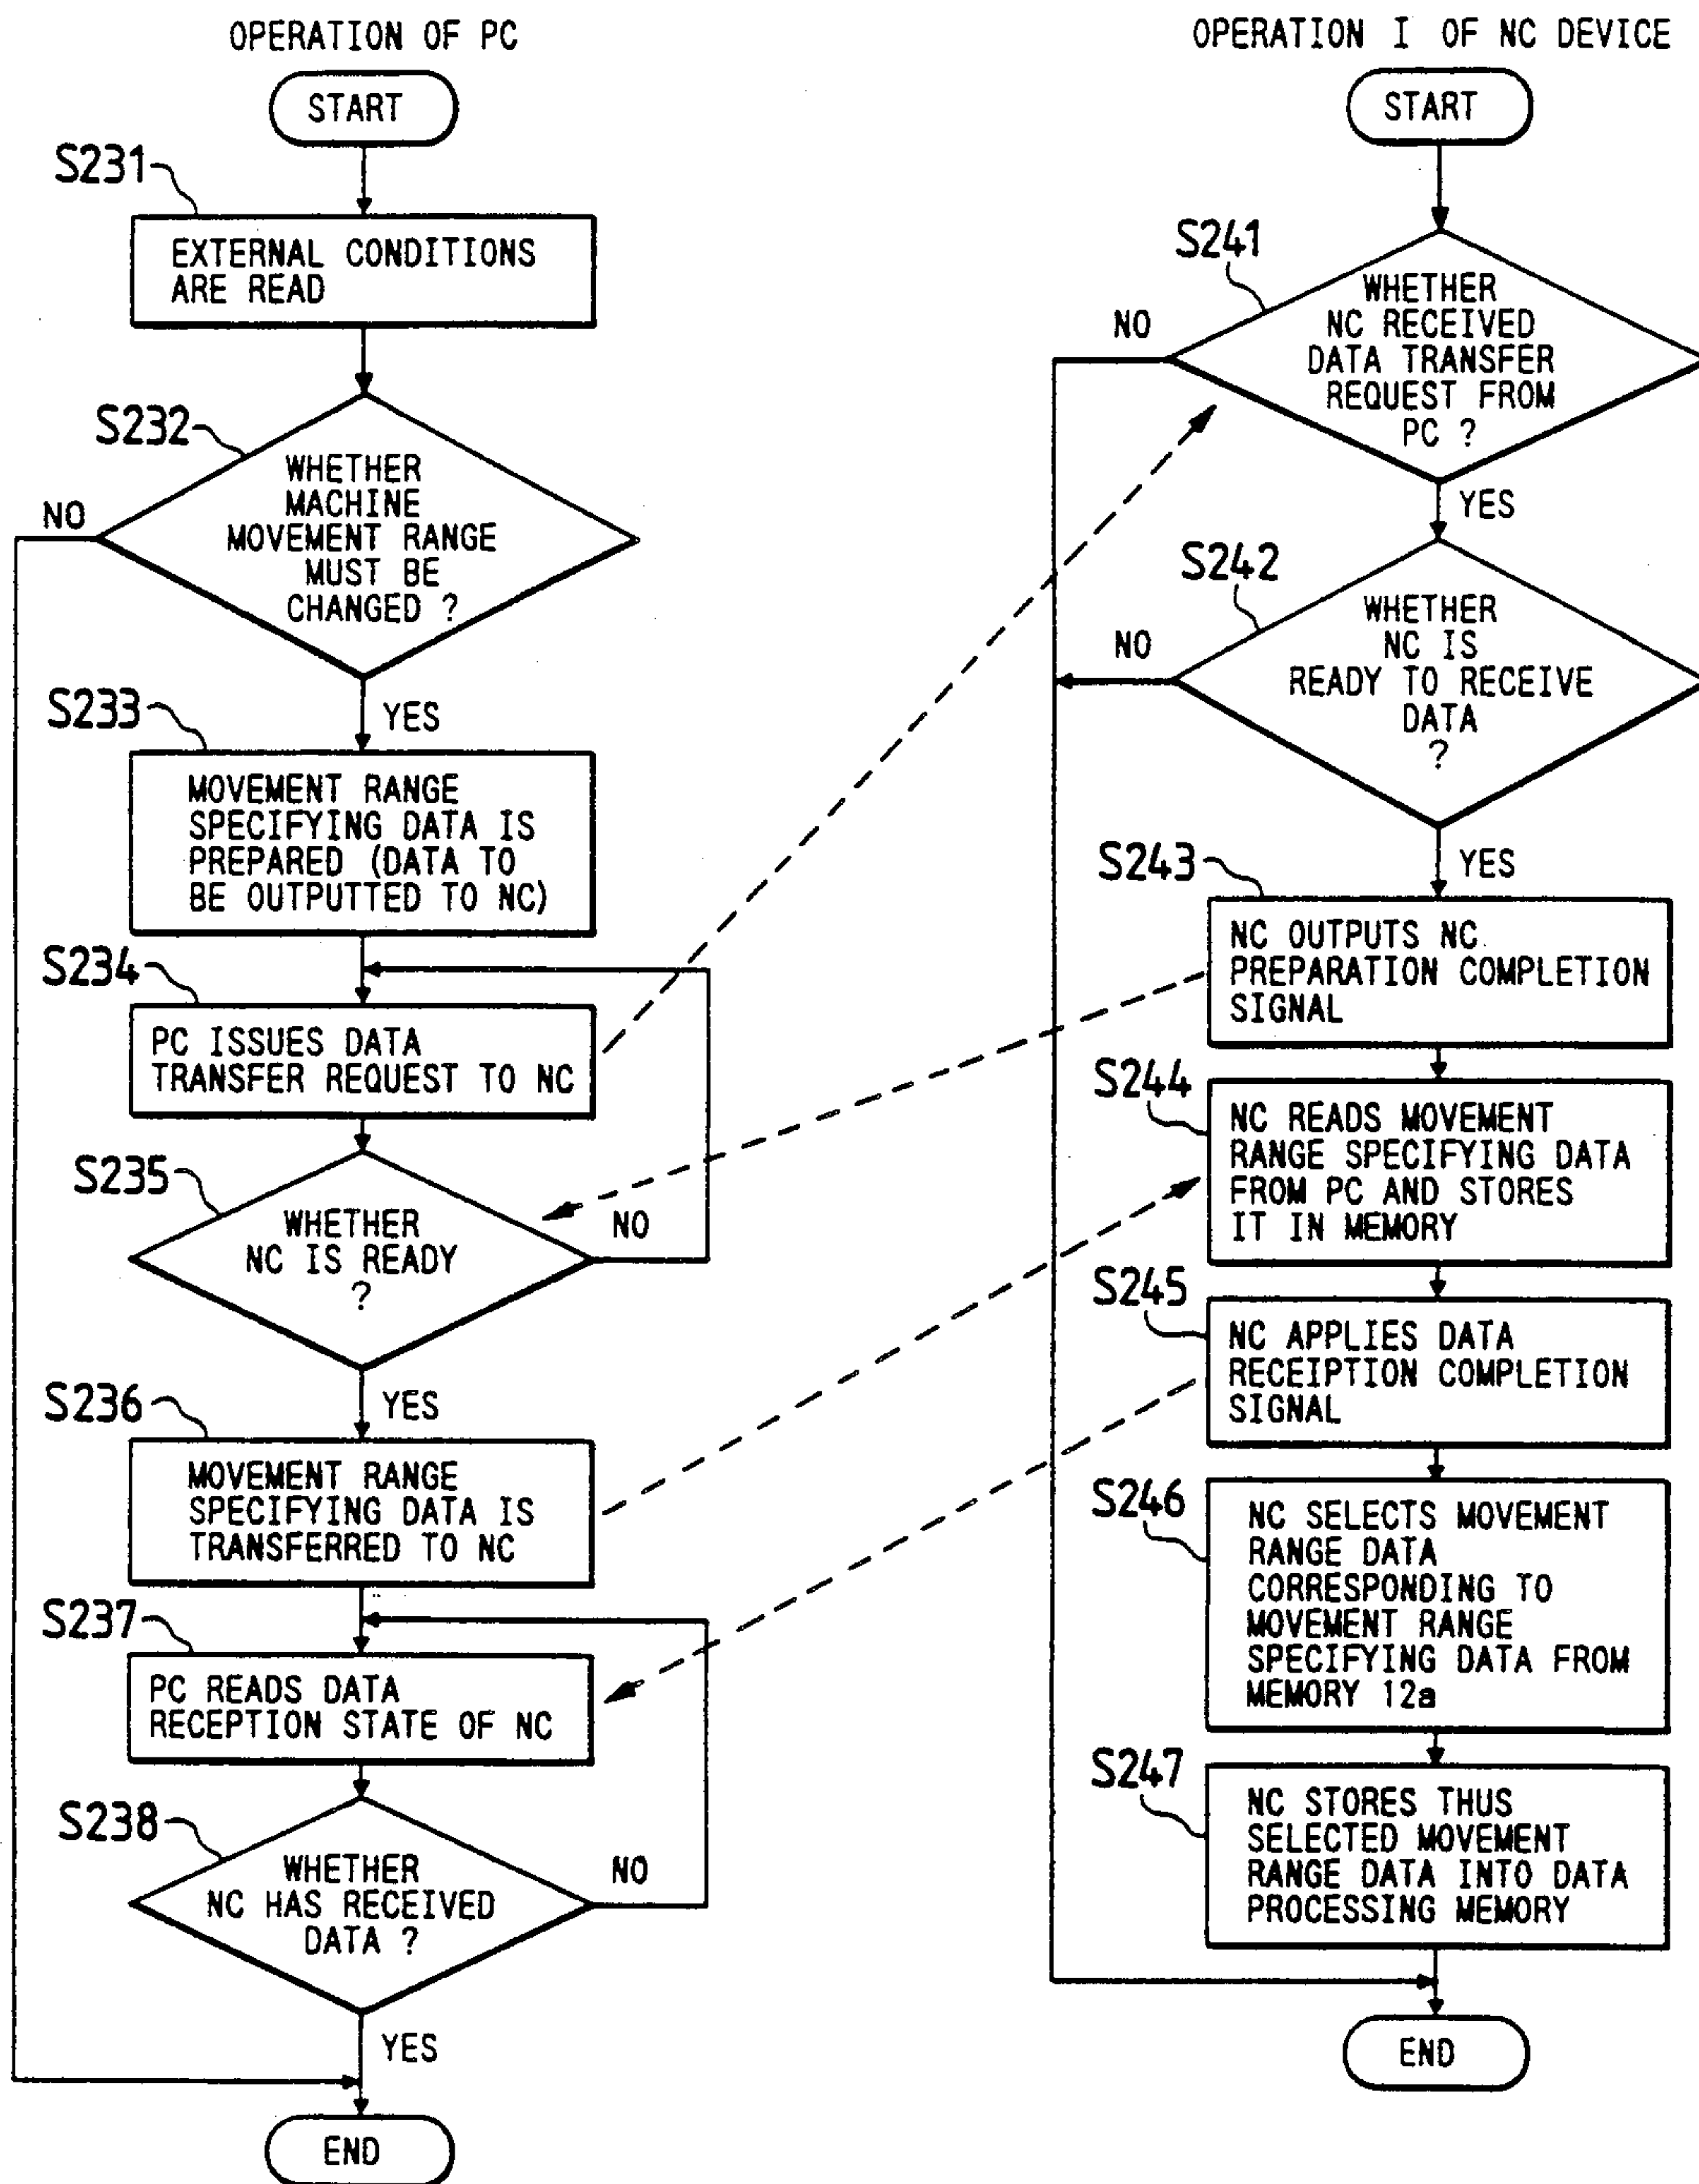 OPERATION OF PC
START
S231
EXTERNAL CONDITIONS
ARE READ
S232
WHETHER
MACHINE
MOVEMENT RANGE
MUST BE
CHANGED ?
NO
YES
S233
MOVEMENT RANGE
SPECIFYING DATA IS
PREPARED (DATA TO
BE OUTPUTTED TO NC)
S234
PC ISSUES DATA
TRANSFER REQUEST TO NC
S235
WHETHER
NC IS READY
?
NO
YES
S236
MOVEMENT RANGE
SPECIFYING DATA IS
TRANSFERRED TO NC
S237
PC READS DATA
RECEPTION STATE OF NC
S238
WHETHER
NC HAS RECEIVED
DATA ?
NO
YES
END
OPERATION I OF NC DEVICE
START
S241
WHETHER
NC RECEIVED
DATA TRANSFER
REQUEST FROM
PC ?
NO
YES
S242
WHETHER
NC IS
READY TO RECEIVE
DATA
?
NO
YES
S243
NC OUTPUTS NC
PREPARATION COMPLETION
SIGNAL
S244
NC READS MOVEMENT
RANGE SPECIFYING DATA
FROM PC AND STORES
IT IN MEMORY
S245
NC APPLIES DATA
RECEIPTION COMPLETION
SIGNAL
S246
NC SELECTS MOVEMENT
RANGE DATA
CORRESPONDING TO
MOVEMENT RANGE
SPECIFYING DATA FROM
MEMORY 12a
S247
NC STORES THUS
SELECTED MOVEMENT
RANGE DATA INTO DATA
PROCESSING MEMORY
END